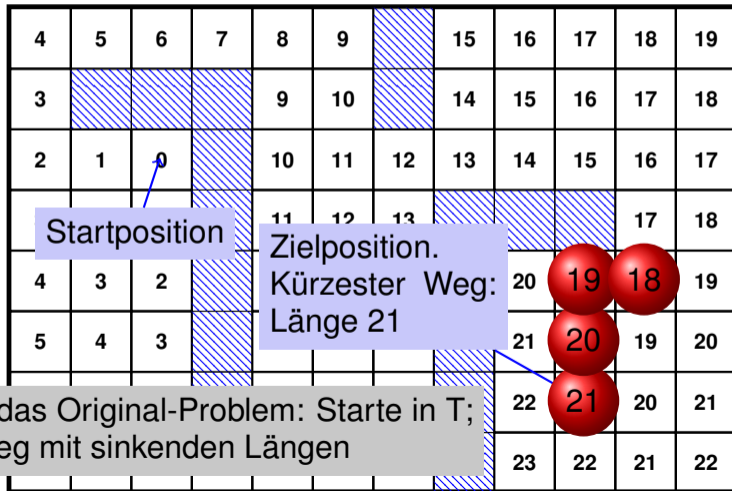 4 5 6 7 8 9 15 16 17 18 19
3 9 10 14 15 16 17 18
2 1 0 10 11 12 13 14 15 16 17
Startposition
11 12 13 17 18
Zielposition.
Kürzester Weg:
Länge 21
4 3 2 20 19 18 19
5 4 3 21 20 19 20
das Original-Problem: Starte in T;
22 21 20 21
mit sinkenden Längen
23 22 21 22